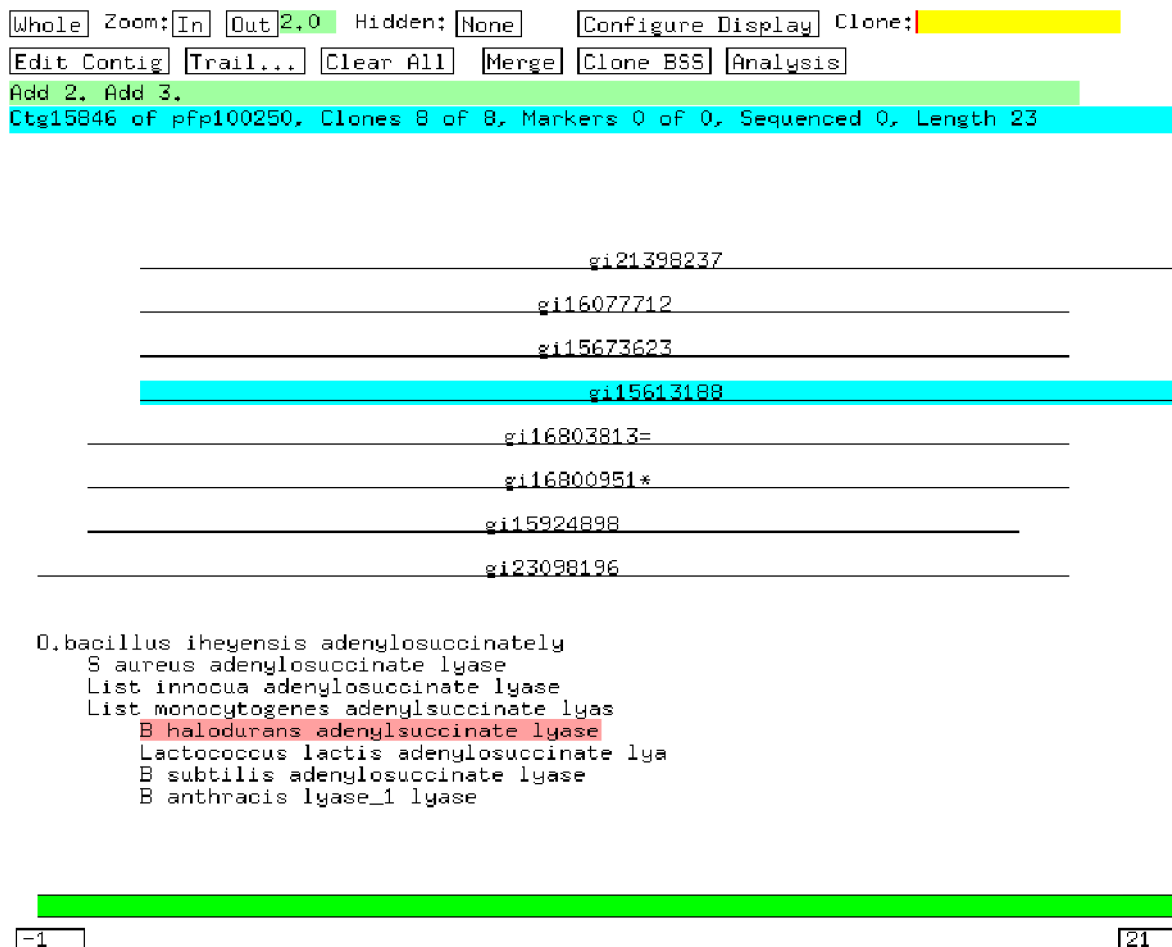 Whole Zoom: In Out 2.0 Hidden: None Configure Display Clone:
Edit Contig Trail... Clear All Merge Clone BSS Analysis
Add 2. Add 3.
Ctg15846 of pfp100250, Clones 8 of 8, Markers 0 of 0, Sequenced 0, Length 23
gi21398237
gi16077712
gi15673623
gi15613188
gi16803813=
gi16800951*
gi15924898
gi23098196
O.bacillus iheyensis adenylosuccinately
S aureus adenylosuccinate lyase
List innocua adenylosuccinate lyase
List monocytogenes adenylsuccinate lyas
B halodurans adenylsuccinate lyase
Lactococcus lactis adenylosuccinate lya
B subtilis adenylosuccinate lyase
B anthracis lyase_1 lyase
-1 21